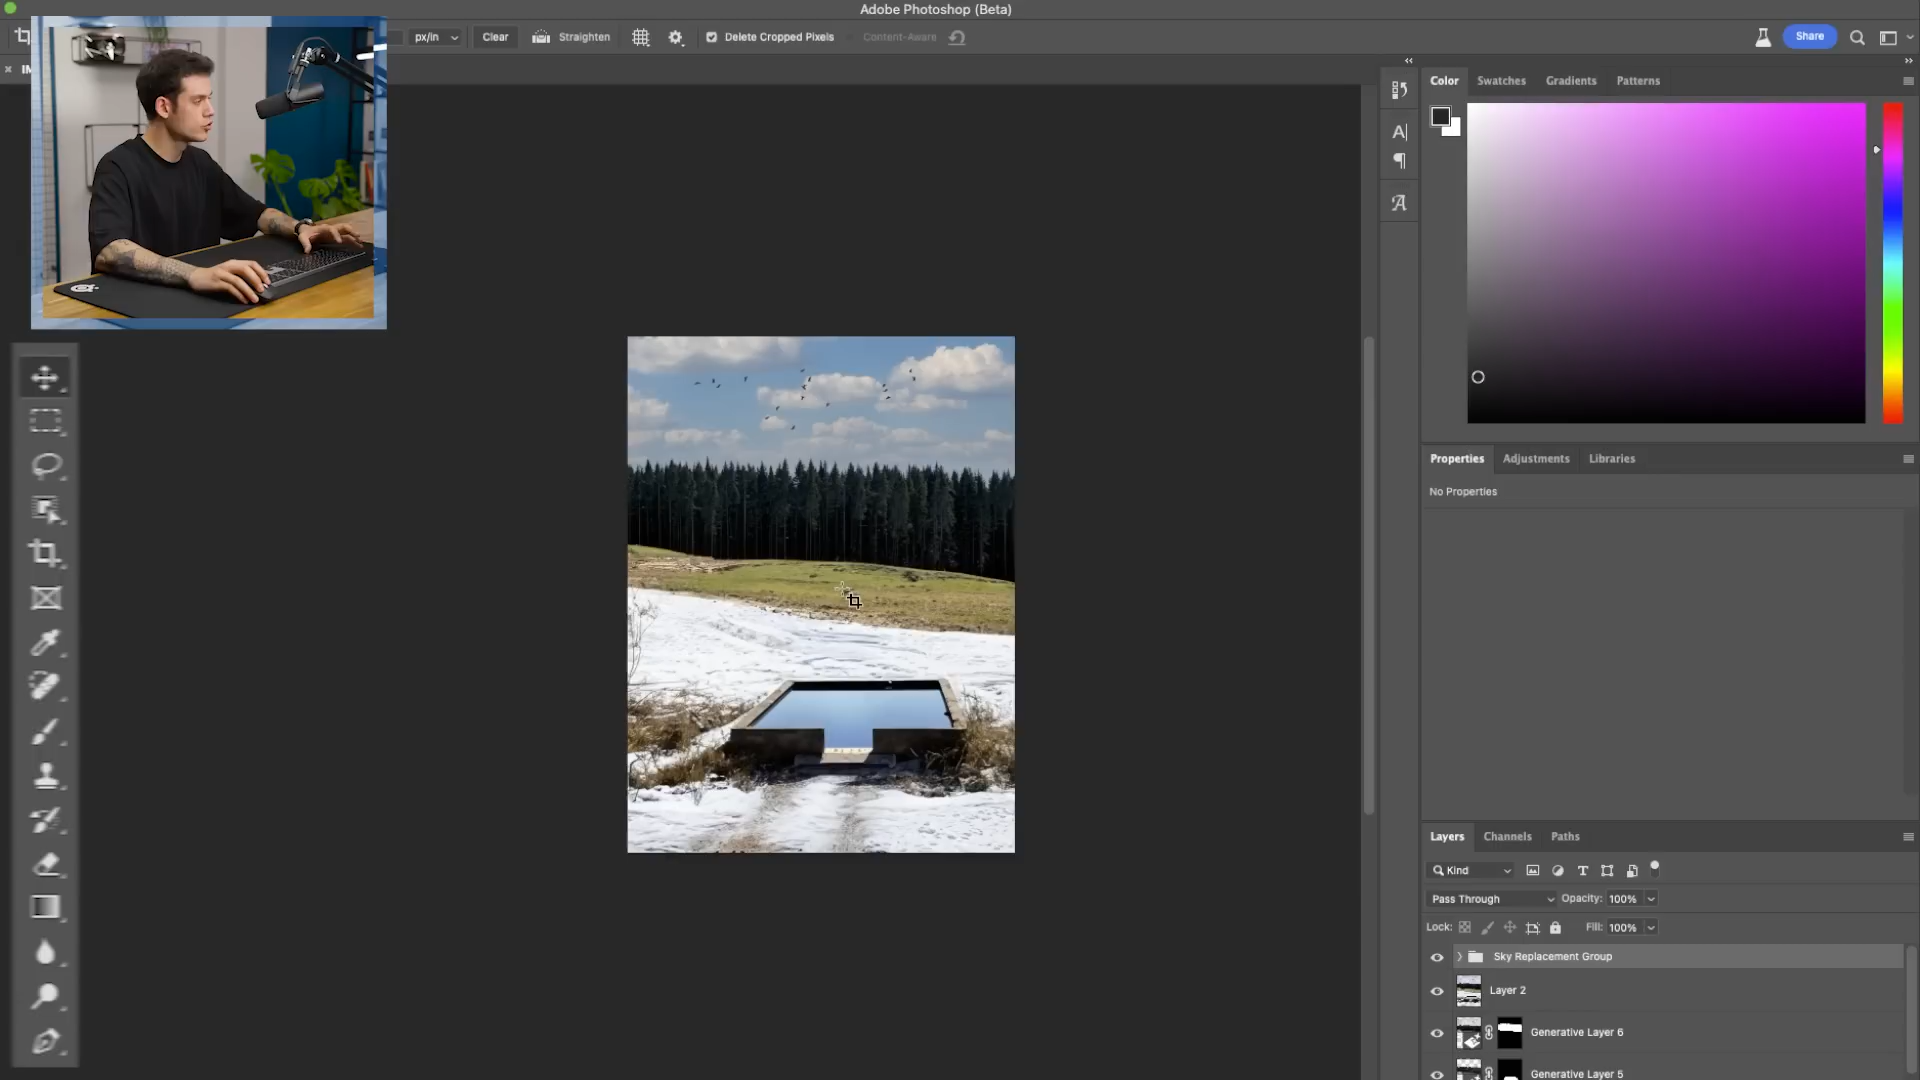 Adobe Photoshop (Beta)
px/in
Clear
Straighten
Delete Cropped Pixels
Content-Aware
Share
Color
Swatches
Gradients
Patterns
Properties
Adjustments
Libraries
No Properties
Layers
Channels
Paths
Kind
Pass Through
Opacity: 100%
Lock:
Fill: 100%
Sky Replacement Group
Layer 2
Generative Layer 6
Generative Layer 5